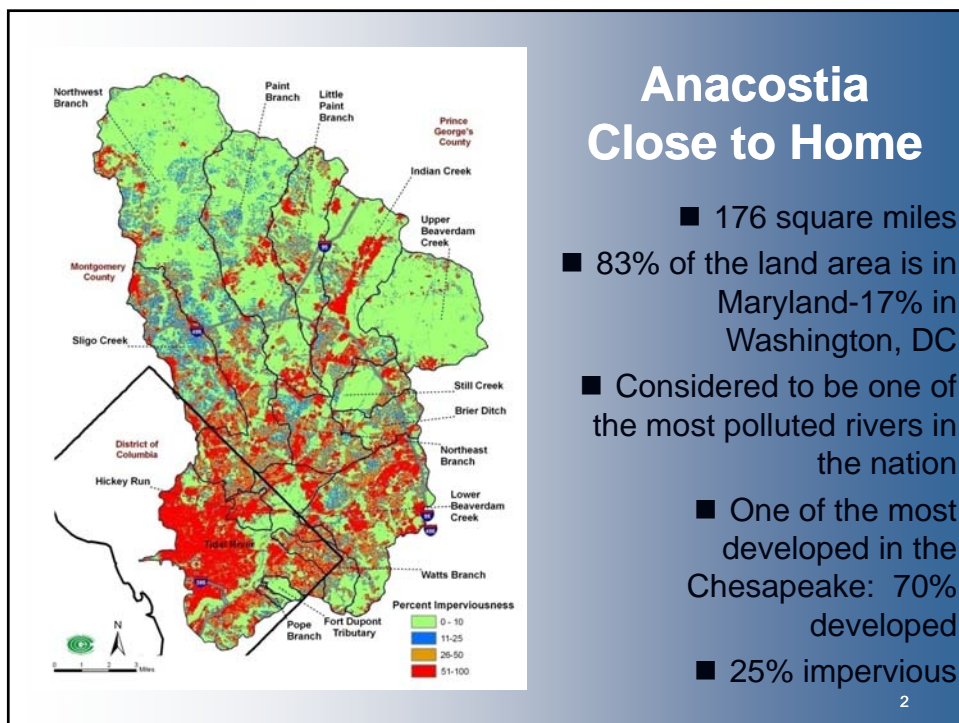 Anacostia
Close to Home
■ 176 square miles
■ 83% of the land area is in
Maryland-17% in
Washington, DC
■ Considered to be one of
the most polluted rivers in
the nation
■ One of the most
developed in the
Chesapeake: 70%
developed
■ 25% impervious
2
Northwest
Branch
Paint
Branch
Little
Paint
Branch
Prince
George's
County
Indian Creek
Upper
Beaverdam
Creek
95
Montgomery
County
Sligo Creek
Still Creek
Brier Ditch
District of
Columbia
Northeast
Branch
Hickey Run
Lower
Beaverdam
Creek
Tidal River
Watts Branch
Fort Dupont
Tributary
Pope
Branch
Percent Imperviousness
0 - 10
11-25
26-50
51-100
N
Miles